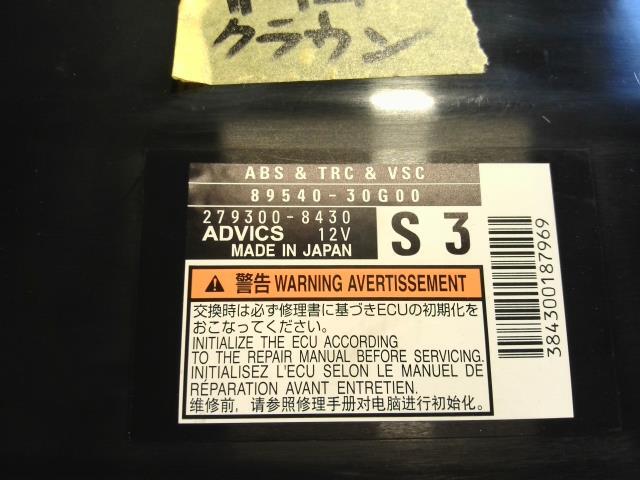 クラウン
ABS & TRC & VSC
89540-30G00
279300-8430
ADVICS 12V
MADE IN JAPAN
S 3
384300187969
警告 WARNING AVERTISSEMENT
交換時は必ず修理書に基づきECUの初期化を
おこなってください。
INITIALIZE THE ECU ACCORDING
TO THE REPAIR MANUAL BEFORE SERVICING.
INITIALISEZ L'ECU SELON LE MANUEL DE
RÉPARATION AVANT ENTRETIEN.
维修前，请参照修理手册对电脑进行初始化。